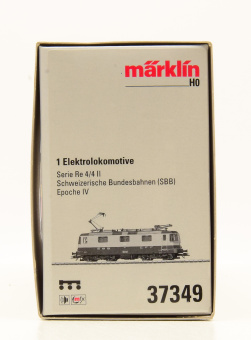 märklin
H0
1 Elektrolokomotive
Serie Re 4/4 II
Schweizerische Bundesbahnen (SBB)
Epoche IV
37349